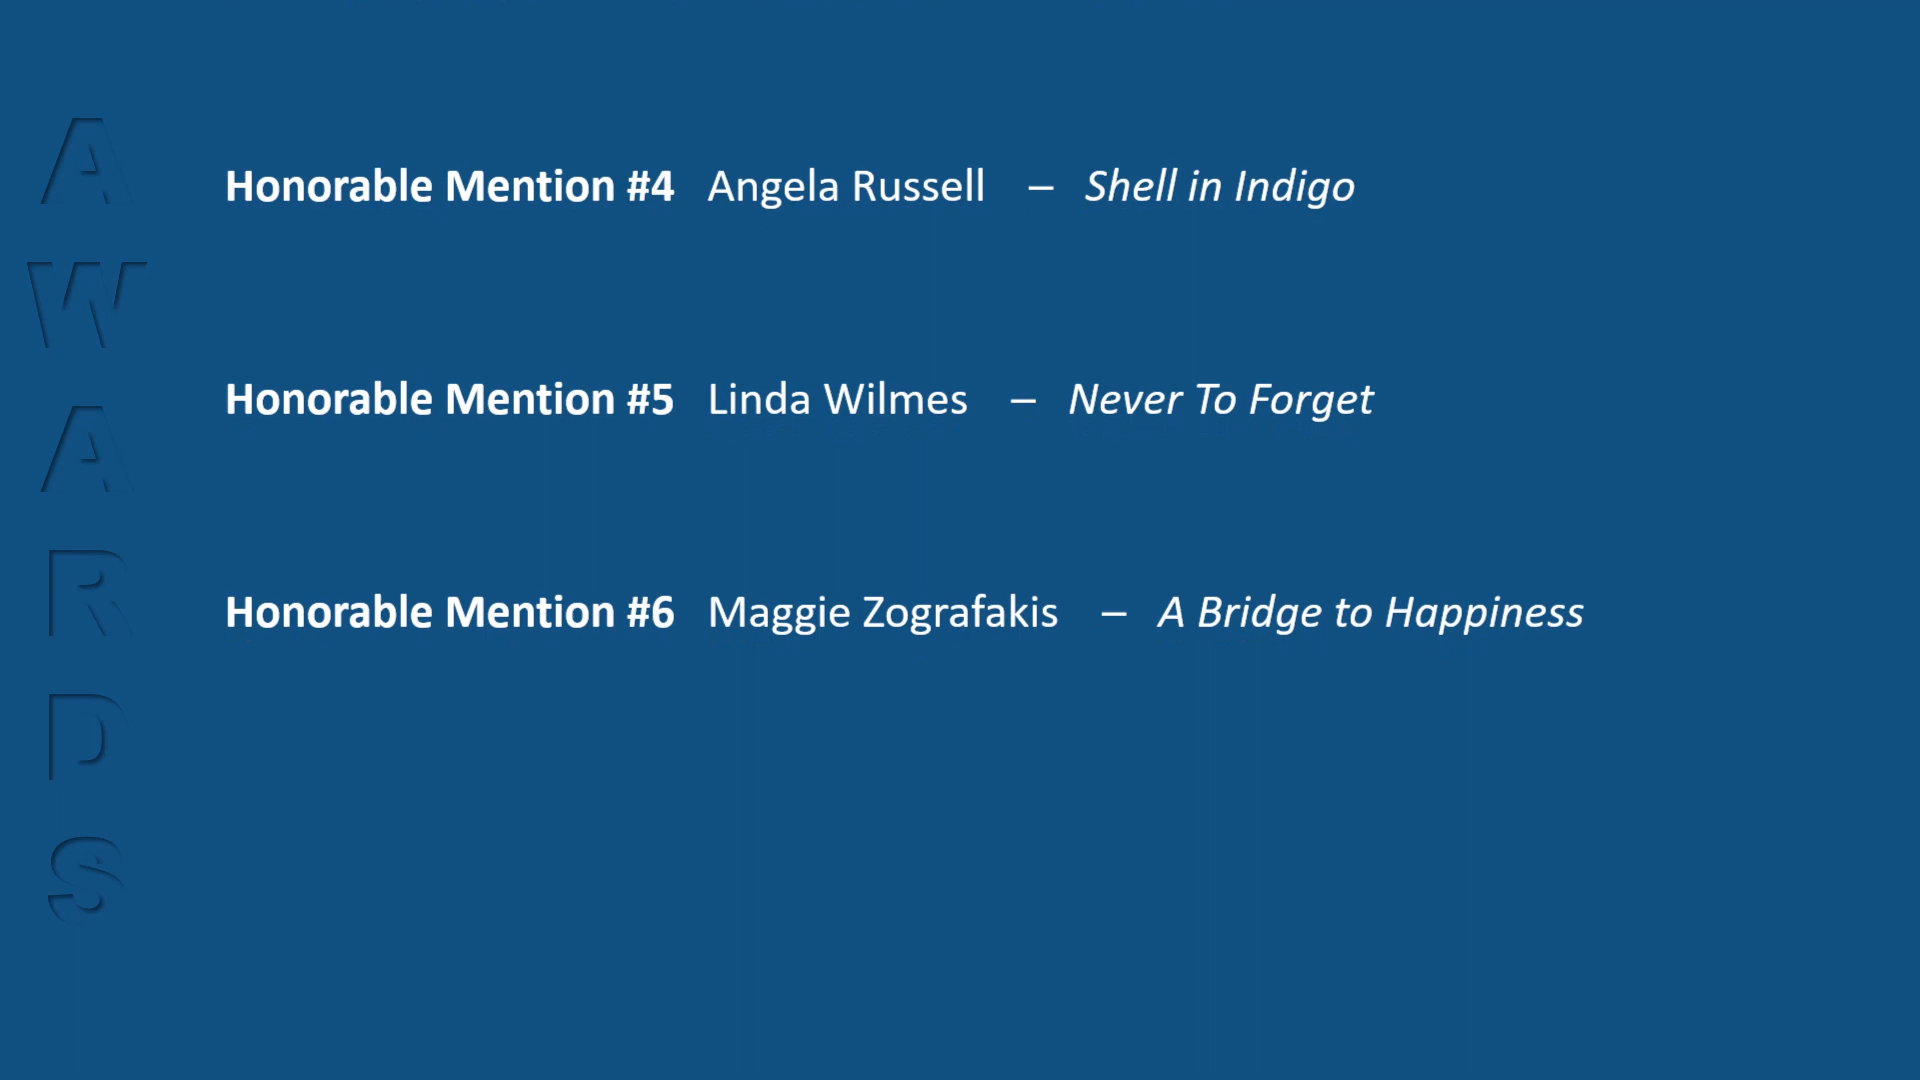 AWARDS
Honorable Mention #4 Angela Russell – Shell in Indigo
Honorable Mention #5 Linda Wilmes – Never To Forget
Honorable Mention #6 Maggie Zografakis – A Bridge to Happiness